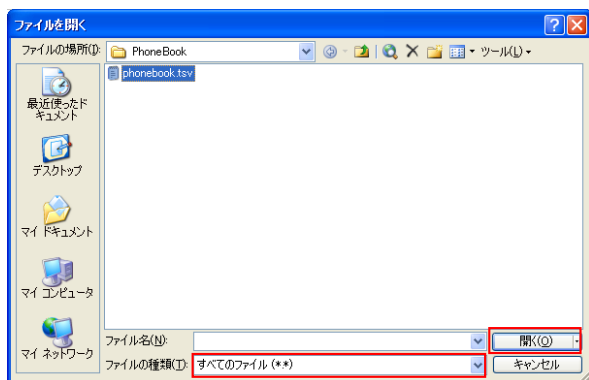 ファイルを開く
ファイルの場所(I):
PhoneBook
ツール(L)
phonebook.tsv
最近使ったド
キュメント
デスクトップ
マイ ドキュメント
マイ コンピュータ
マイ ネットワーク
ファイル名(N):
開く(O)
ファイルの種類(T):
すべてのファイル (*.*)
キャンセル